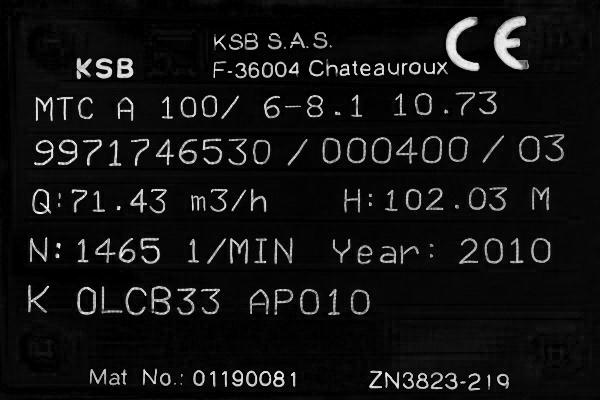 KSB S.A.S.
KSB F-36004 Chateauroux CE
MTC A 100/ 6-8.1 10.73
9971746530 / 000400 / 03
Q:71.43 m3/h H:102.03 M
N:1465 1/MIN Year: 2010
K 0LCB33 AP010
Mat No.: 01190081 ZN3823-219